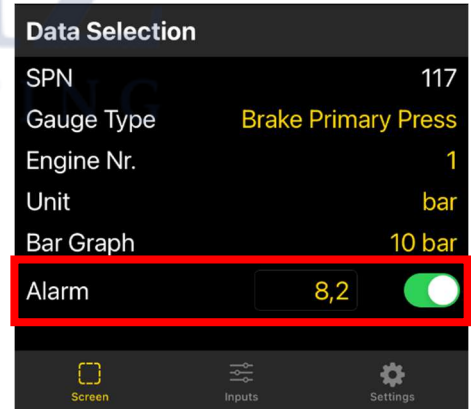 Data Selection
SPN 117
Gauge Type Brake Primary Press
Engine Nr. 1
Unit bar
Bar Graph 10 bar
Alarm 8,2
Screen Inputs Settings